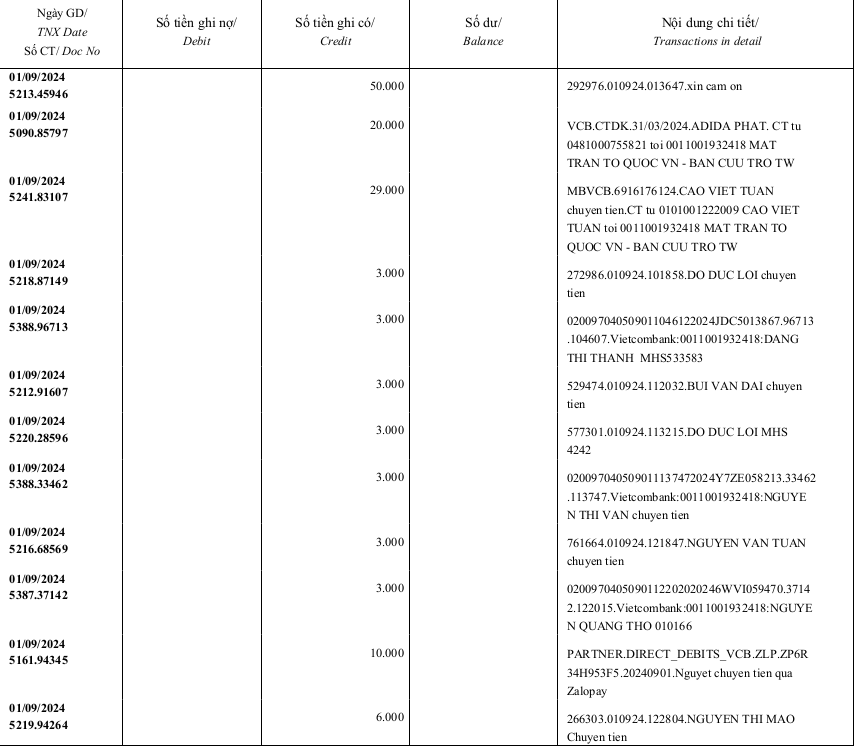 Ngày GD/
TNX Date
Số CT/ Doc No
Số tiền ghi nợ/
Debit
Số tiền ghi có/
Credit
Số dư/
Balance
Nội dung chi tiết/
Transactions in detail
01/09/2024
5213.45946
50.000
292976.010924.013647.xin cam on
01/09/2024
5090.85797
20.000
VCB.CTDK.31/03/2024.ADIDA PHAT. CT tu
0481000755821 toi 0011001932418 MAT
TRAN TO QUOC VN - BAN CUU TRO TW
01/09/2024
5241.83107
29.000
MBVCB.6916176124.CAO VIET TUAN
chuyen tien.CT tu 0101001222009 CAO VIET
TUAN toi 0011001932418 MAT TRAN TO
QUOC VN - BAN CUU TRO TW
01/09/2024
5218.87149
3.000
272986.010924.101858.DO DUC LOI chuyen
tien
01/09/2024
5388.96713
3.000
020097040509011046122024JDC5013867.96713
.104607.Vietcombank:0011001932418:DANG
THI THANH MHS533583
01/09/2024
5212.91607
3.000
529474.010924.112032.BUI VAN DAI chuyen
tien
01/09/2024
5220.28596
3.000
577301.010924.113215.DO DUC LOI MHS
4242
01/09/2024
5388.33462
3.000
020097040509011137472024Y7ZE058213.33462
.113747.Vietcombank:0011001932418:NGUYE
N THI VAN chuyen tien
01/09/2024
5216.68569
3.000
761664.010924.121847.NGUYEN VAN TUAN
chuyen tien
01/09/2024
5387.37142
3.000
0200970405090112202020246WVI059470.3714
2.122015.Vietcombank:0011001932418:NGUYE
N QUANG THO 010166
01/09/2024
5161.94345
10.000
PARTNER.DIRECT_DEBITS_VCB.ZLP.ZP6R
34H953F5.20240901.Nguyet chuyen tien qua
Zalopay
01/09/2024
5219.94264
6.000
266303.010924.122804.NGUYEN THI MAO
Chuyen tien